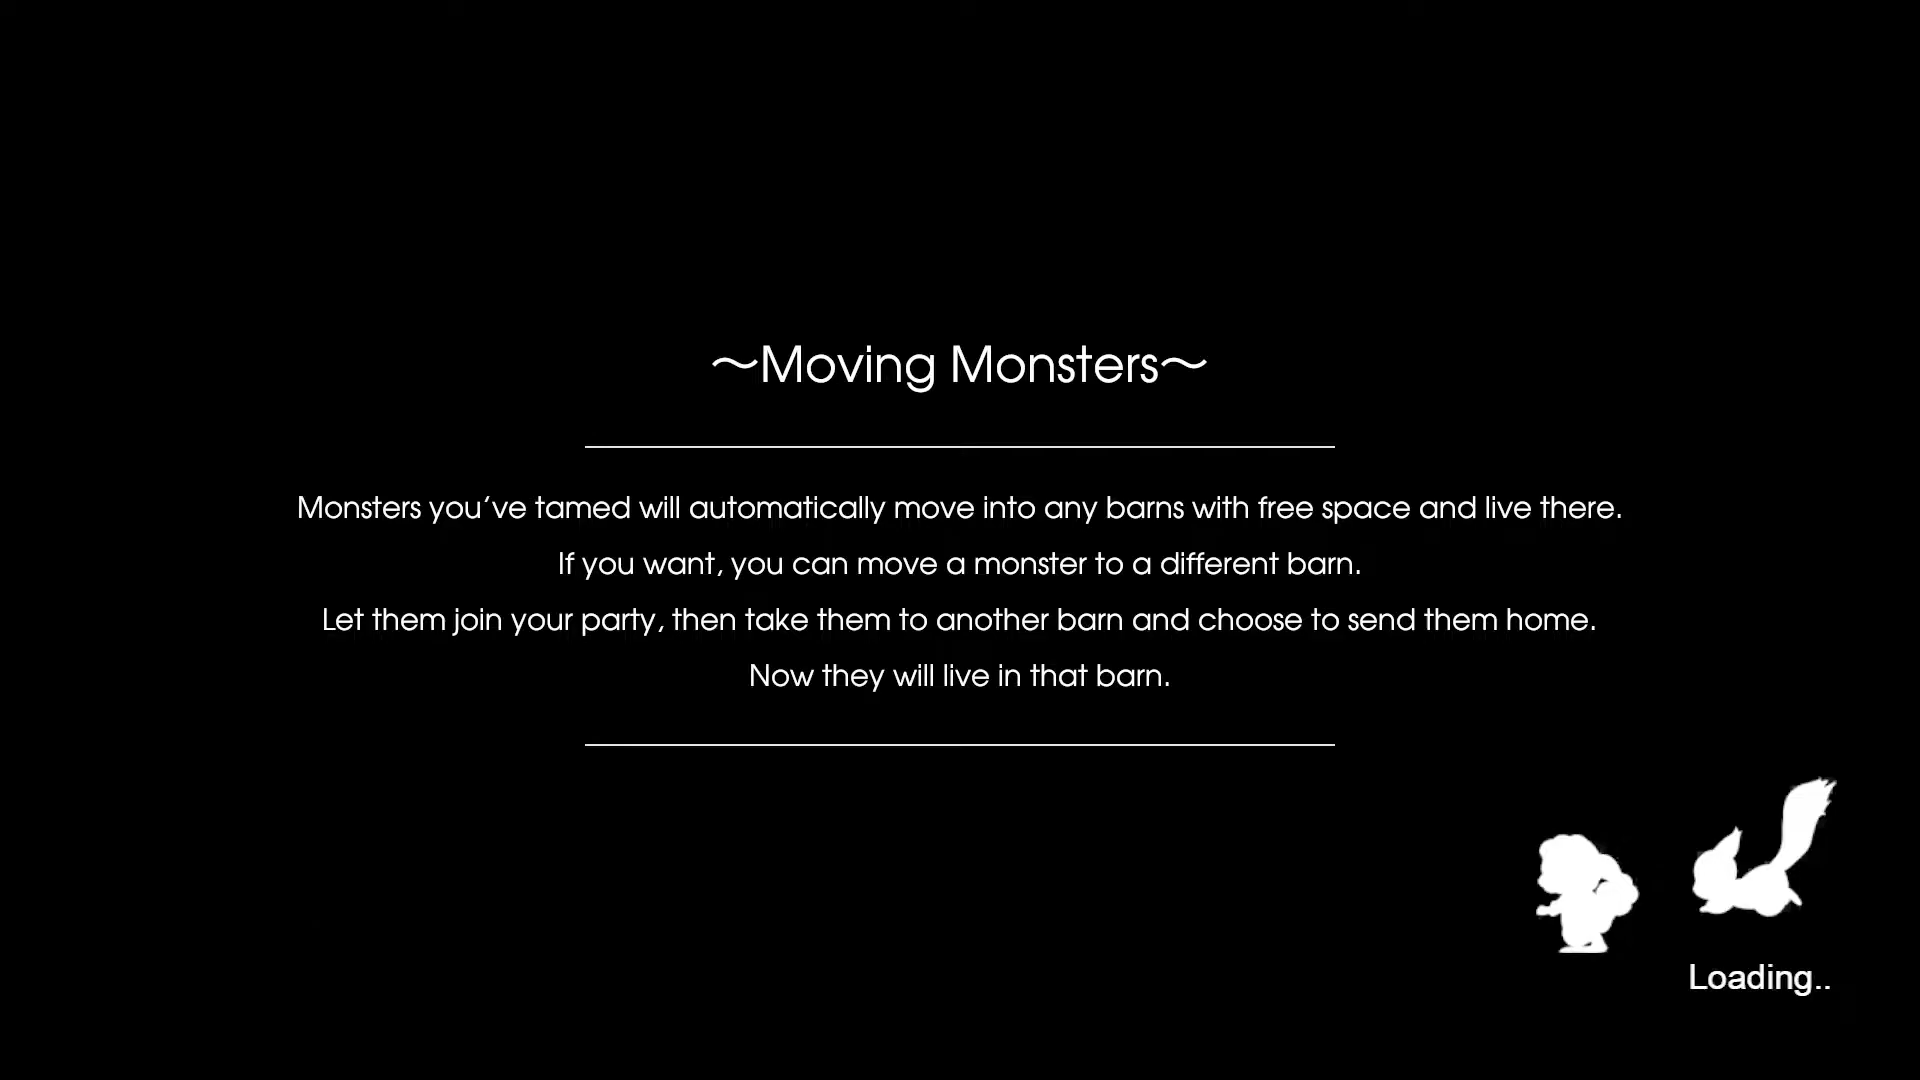 ～Moving Monsters～
Monsters you’ve tamed will automatically move into any barns with free space and live there.
If you want, you can move a monster to a different barn.
Let them join your party, then take them to another barn and choose to send them home.
Now they will live in that barn.
Loading..